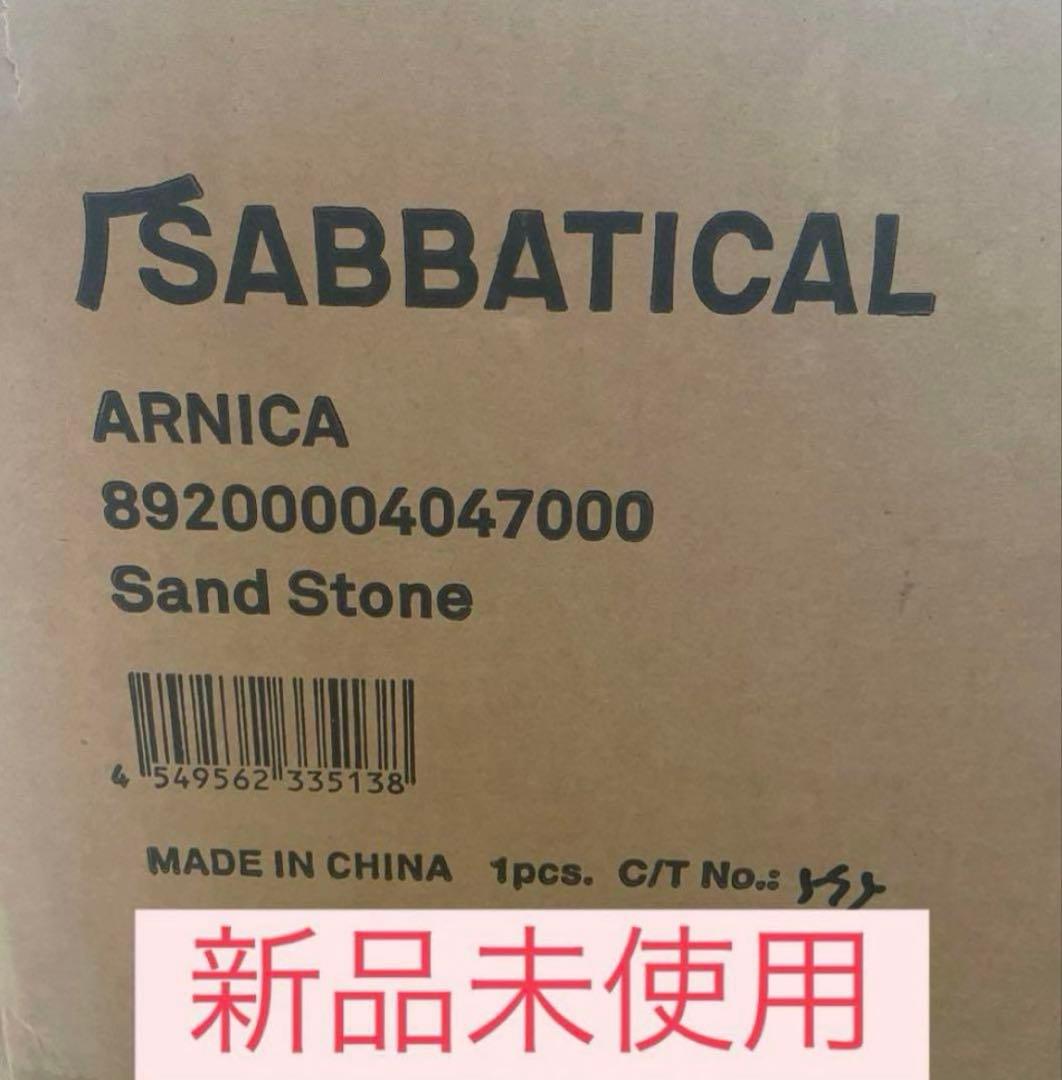 SABBATICAL
ARNICA
89200004047000
Sand Stone
4 549562 335138
MADE IN CHINA 1pcs. C/T No.:
新品未使用